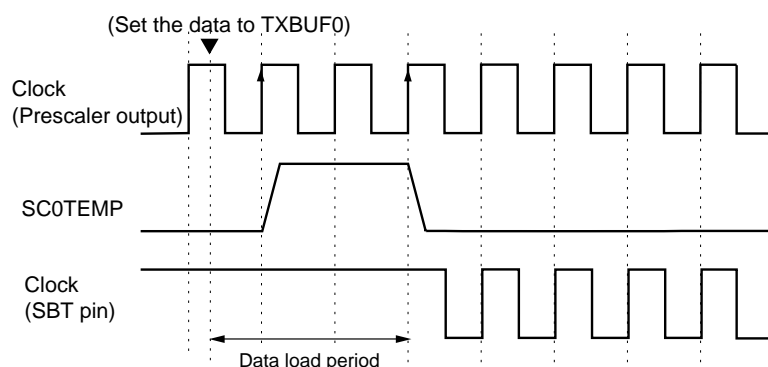 (Set the data to TXBUF0)
Clock
(Prescaler output)
SC0TEMP
Clock
(SBT pin)
Data load period